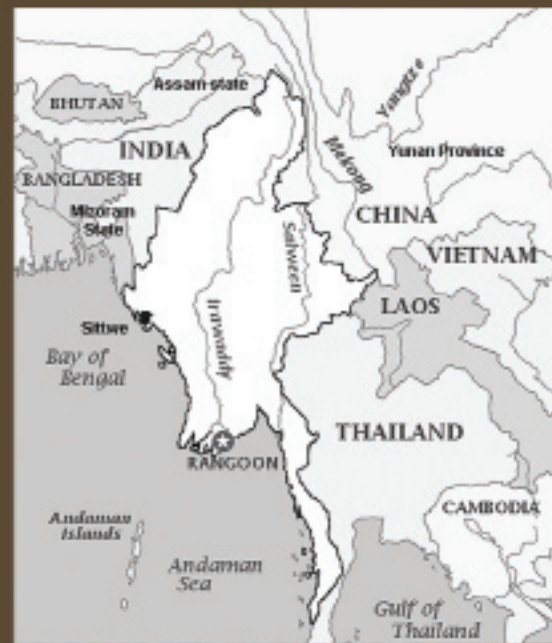 Assam state
BHUTAN
Yangtze
INDIA
Mekong
Yunan Province
BANGLADESH
Mizoram
State
CHINA
Salween
VIETNAM
LAOS
Irrawaddy
Sittwe
Bay of
Bengal
THAILAND
RANGOON
CAMBODIA
Andaman
Islands
Andaman
Sea
Gulf of
Thailand